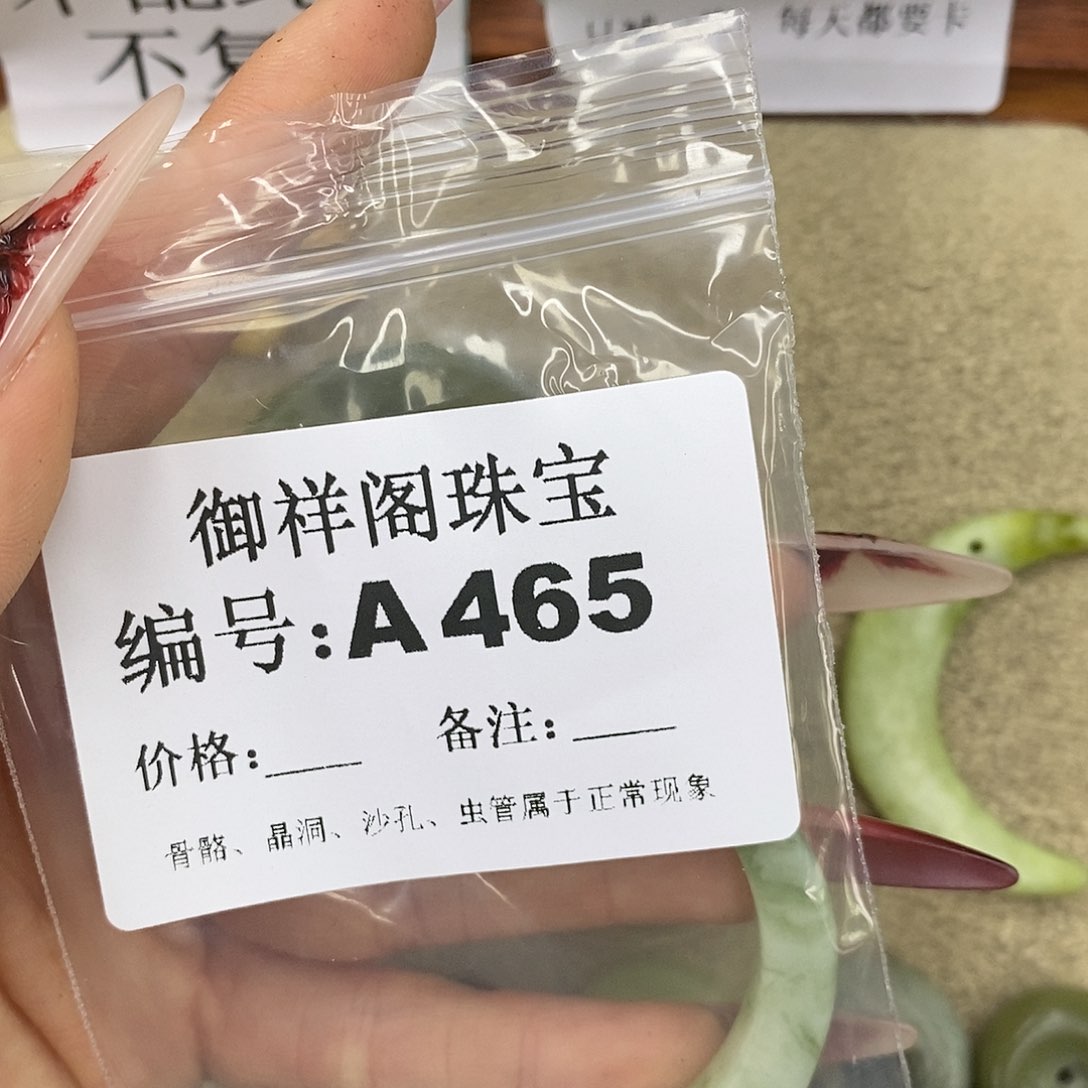 不
每天都要卡
御祥阁珠宝
编号:A465
价格:____ 备注:____
骨骼、晶洞、沙孔、虫管属于正常现象